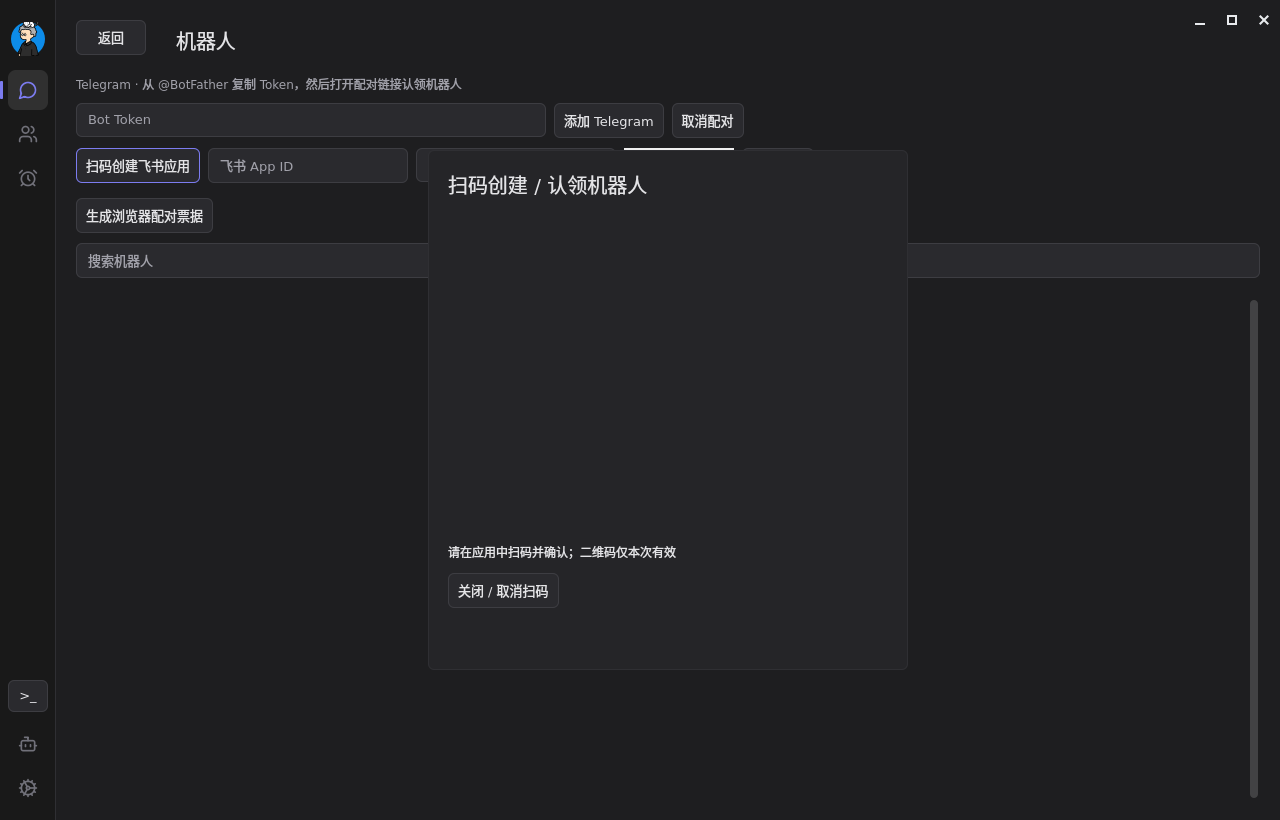 返回
机器人
Telegram · 从 @BotFather 复制 Token，然后打开配对链接认领机器人
Bot Token
添加 Telegram
取消配对
扫码创建飞书应用
飞书 App ID
扫码创建 / 认领机器人
生成浏览器配对票据
搜索机器人
请在应用中扫码并确认；二维码仅本次有效
关闭 / 取消扫码
>_